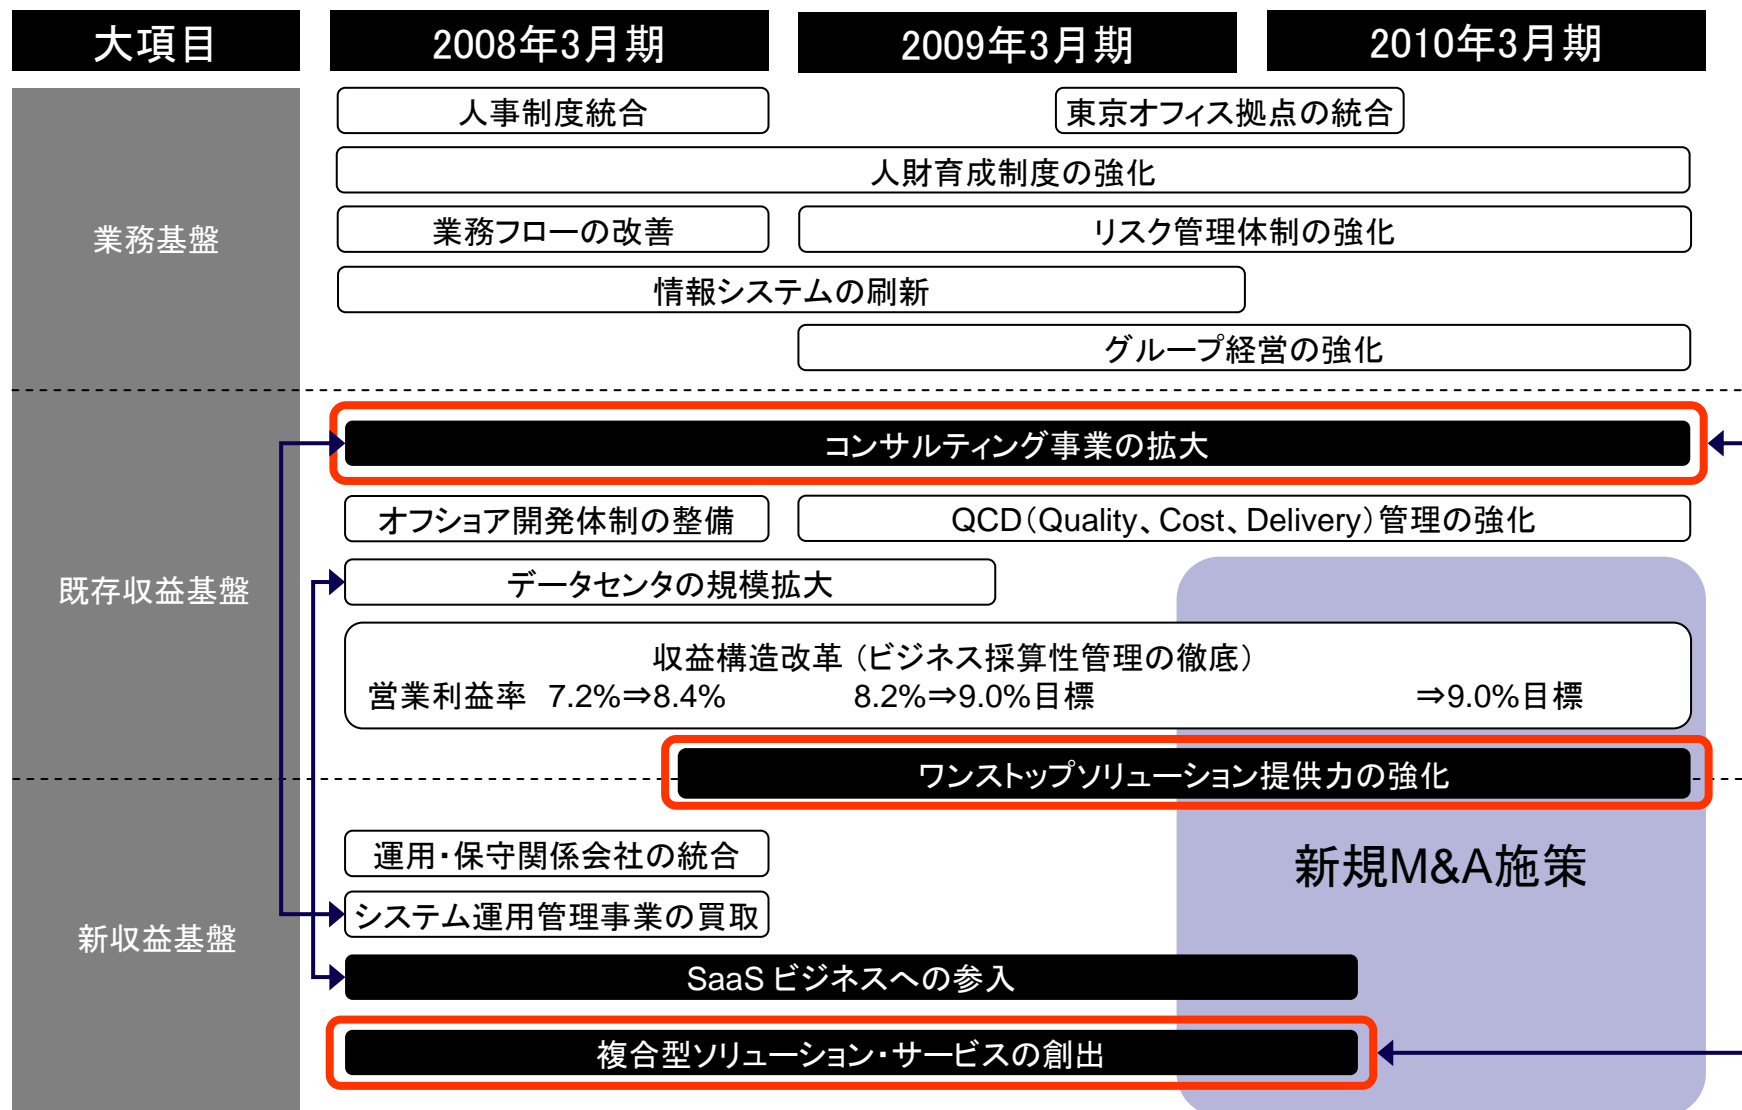 大項目
2008年3月期
2009年3月期
2010年3月期
業務基盤
人事制度統合
東京オフィス拠点の統合
人財育成制度の強化
業務フローの改善
リスク管理体制の強化
情報システムの刷新
グループ経営の強化
既存収益基盤
コンサルティング事業の拡大
オフショア開発体制の整備
QCD(Quality、Cost、Delivery)管理の強化
データセンタの規模拡大
収益構造改革(ビジネス採算性管理の徹底)
営業利益率 7.2%⇒8.4% 8.2%⇒9.0%目標 ⇒9.0%目標
ワンストップソリューション提供力の強化
新収益基盤
運用・保守関係会社の統合
新規M&A施策
システム運用管理事業の買取
SaaS ビジネスへの参入
複合型ソリューション・サービスの創出